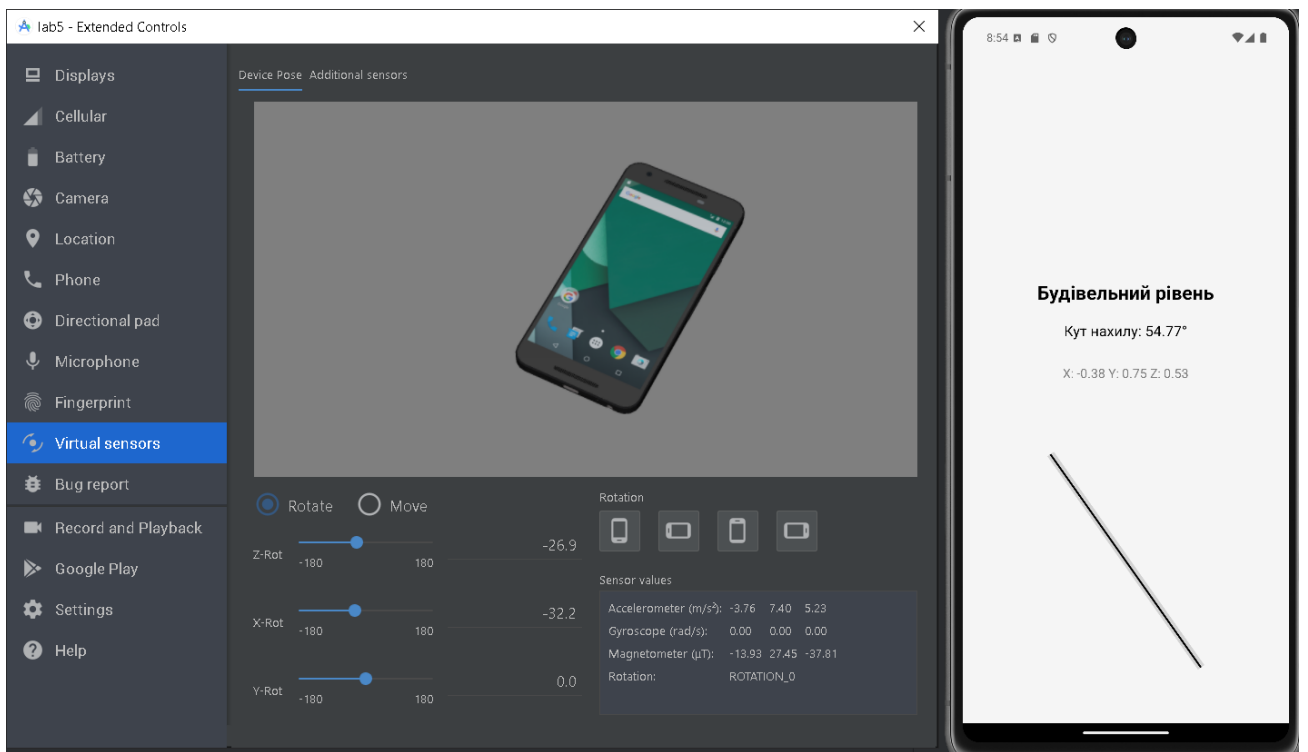 lab5 - Extended Controls
Displays
Cellular
Battery
Camera
Location
Phone
Directional pad
Microphone
Fingerprint
Virtual sensors
Bug report
Record and Playback
Google Play
Settings
Help
Device Pose Additional sensors
Rotate Move
Z-Rot -180 180 -26.9
X-Rot -180 180 -32.2
Y-Rot -180 180 0.0
Rotation
Sensor values
Accelerometer (m/s²): -3.76 7.40 5.23
Gyroscope (rad/s): 0.00 0.00 0.00
Magnetometer (μT): -13.93 27.45 -37.81
Rotation: ROTATION_0
8:54
Будівельний рівень
Кут нахилу: 54.77°
X: -0.38 Y: 0.75 Z: 0.53